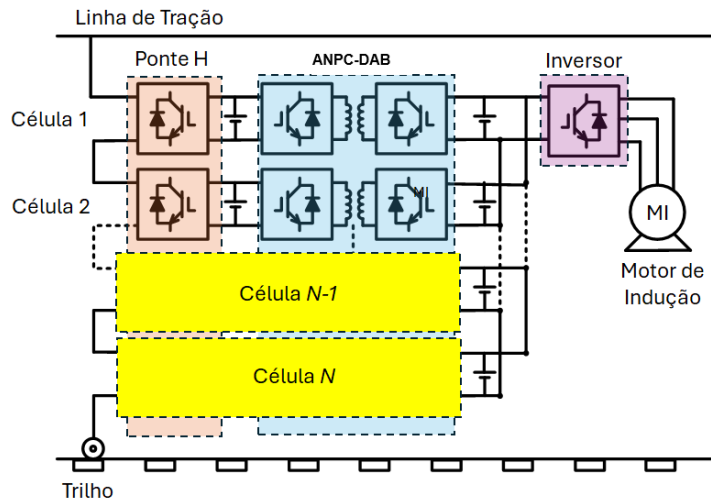 Linha de Tração
Ponte H
ANPC-DAB
Inversor
Célula 1
Célula 2
MI
MI
Motor de
Indução
Célula N-1
Célula N
Trilho